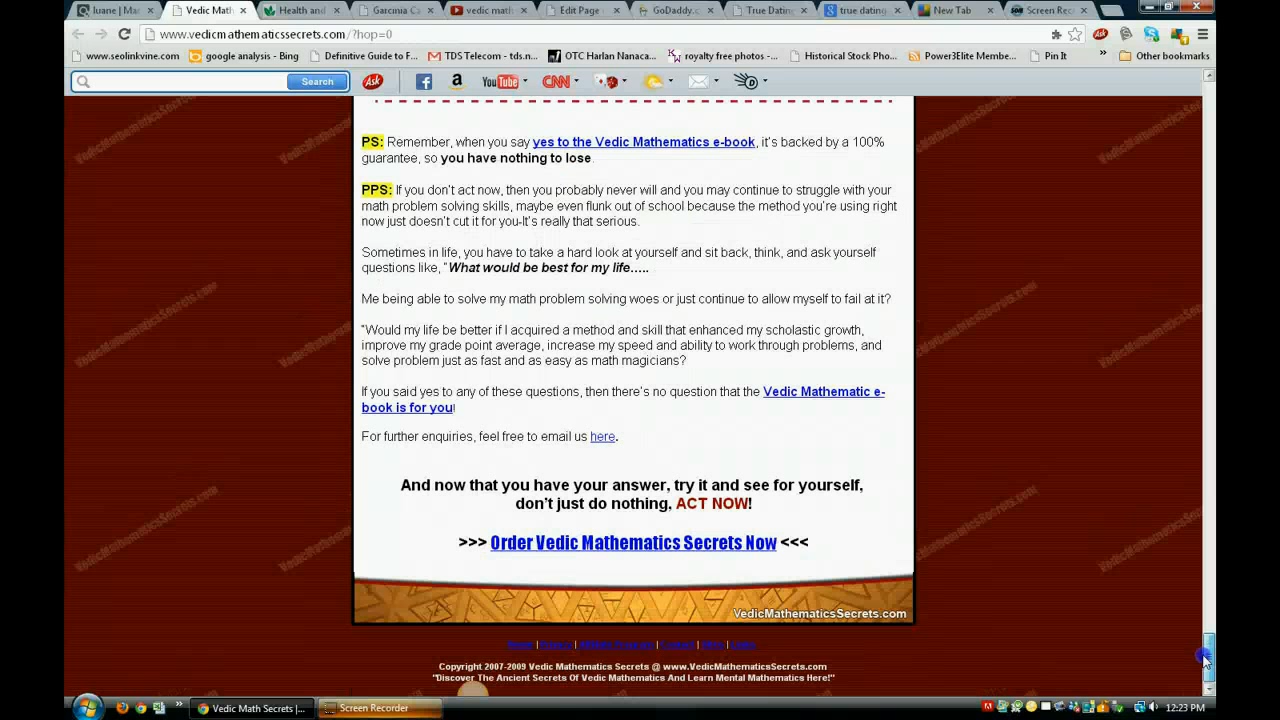 luane | Mar
Vedic Math
Health and
Garcinia Ca
vedic math
Edit Page
GoDaddy.c
True Dating
true dating
New Tab
Screen Rec
www.vedicmathematicssecrets.com/?hop=0
www.seolinkvine.com
google analysis - Bing
Definitive Guide to F...
TDS Telecom - tds.n...
OTC Harlan Nanaca...
royalty free photos -...
Historical Stock Pho...
Power3Elite Membe...
Pin It
Other bookmarks
Search
Ask
YouTube
CNN
PS: Remember, when you say yes to the Vedic Mathematics e-book, it's backed by a 100%
guarantee, so you have nothing to lose.
PPS: If you don't act now, then you probably never will and you may continue to struggle with your
math problem solving skills, maybe even flunk out of school because the method you're using right
now just doesn't cut it for you-It's really that serious.
Sometimes in life, you have to take a hard look at yourself and sit back, think, and ask yourself
questions like, "What would be best for my life.....
Me being able to solve my math problem solving woes or just continue to allow myself to fail at it?
"Would my life be better if I acquired a method and skill that enhanced my scholastic growth,
improve my grade point average, increase my speed and ability to work through problems, and
solve problem just as fast and as easy as math magicians?
If you said yes to any of these questions, then there's no question that the Vedic Mathematic e-
book is for you!
For further enquiries, feel free to email us here.
And now that you have your answer, try it and see for yourself,
don't just do nothing, ACT NOW!
>>> Order Vedic Mathematics Secrets Now <<<
VedicMathematicsSecrets.com
Copyright 2007-2009 Vedic Mathematics Secrets @ www.VedicMathematicsSecrets.com
"Discover The Ancient Secrets Of Vedic Mathematics And Learn Mental Mathematics Here!"
Vedic Math Secrets |...
Screen Recorder
12:23 PM